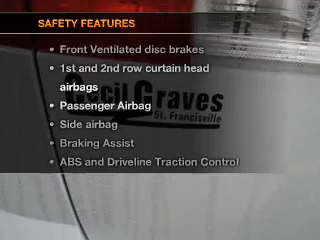 SAFETY FEATURES
• Front Ventilated disc brakes
• 1st and 2nd row curtain head
airbags
• Passenger Airbag
• Side airbag
• Braking Assist
• ABS and Driveline Traction Control
Cecil Graves
St. Francisville